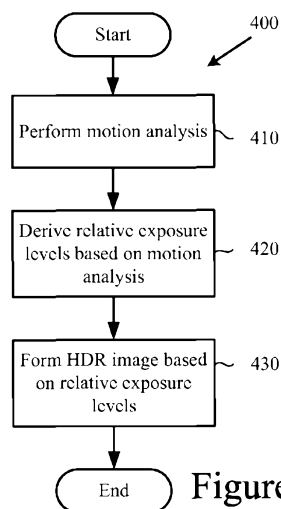 Start
400
Perform motion analysis
410
Derive relative exposure
levels based on motion
analysis
420
Form HDR image based
on relative exposure
levels
430
End
Figure